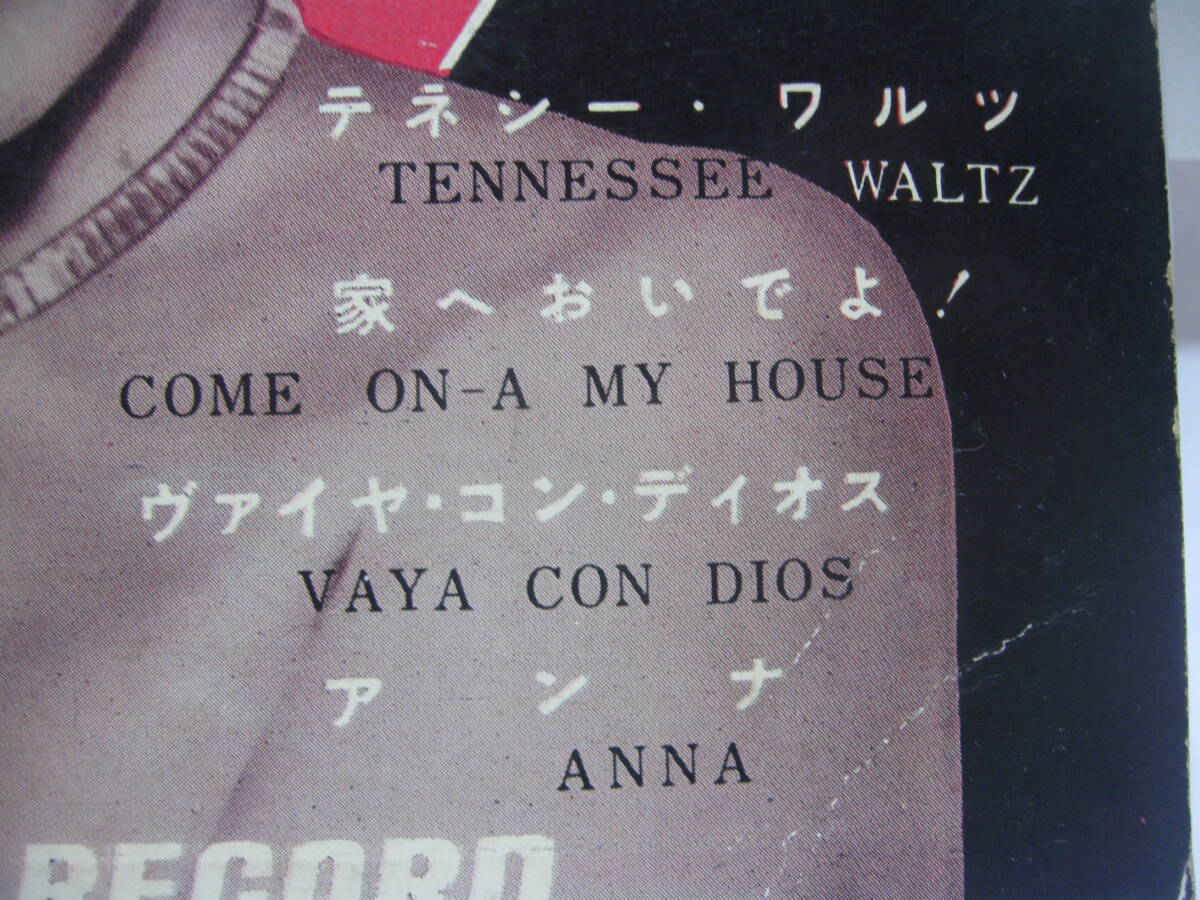 テネシー・ワルツ
TENNESSEE WALTZ
家へおいでよ!
COME ON-A MY HOUSE
ヴァイヤ・コン・ディオス
VAYA CON DIOS
アンナ
ANNA
RECORD